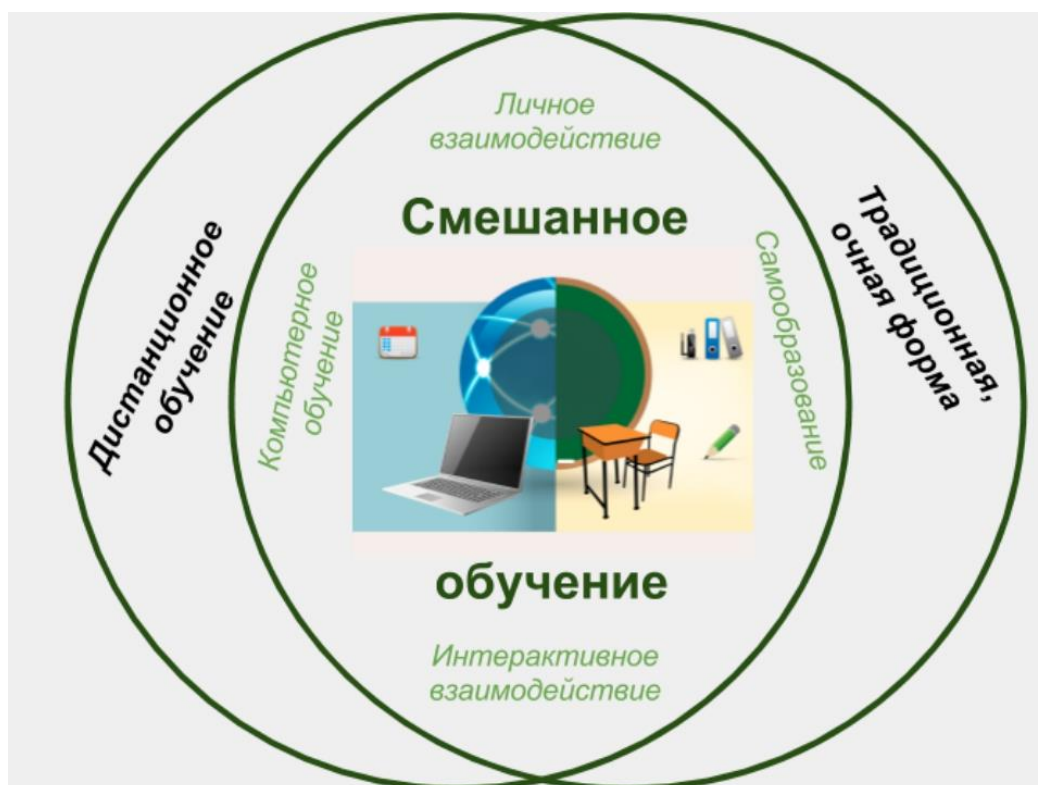 Личное
взаимодействие
Смешанное
Дистанционное
обучение
Компьютерное
обучение
Самообразование
Традиционная,
очная форма
обучение
Интерактивное
взаимодействие